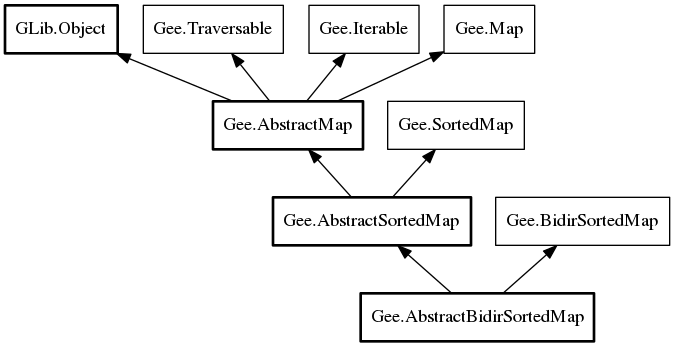 GLib.Object
Gee.Traversable
Gee.Iterable
Gee.Map
Gee.AbstractMap
Gee.SortedMap
Gee.AbstractSortedMap
Gee.BidirSortedMap
Gee.AbstractBidirSortedMap